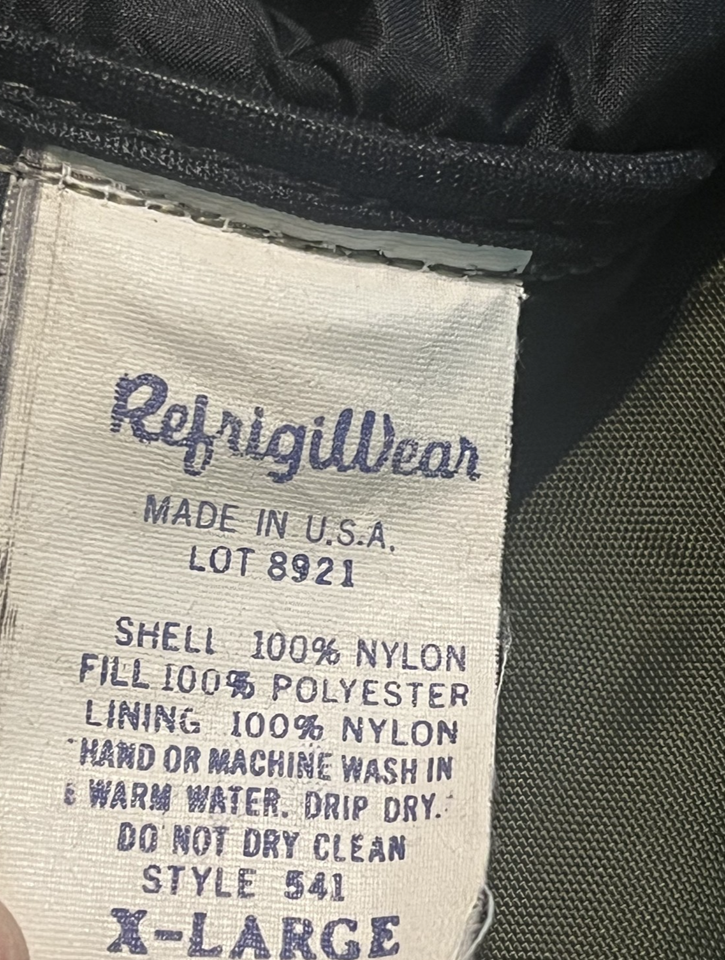 RefrigiWear
MADE IN U.S.A.
LOT 8921
SHELL 100% NYLON
FILL 100% POLYESTER
LINING 100% NYLON
HAND OR MACHINE WASH IN
WARM WATER. DRIP DRY.
DO NOT DRY CLEAN
STYLE 541
X-LARGE